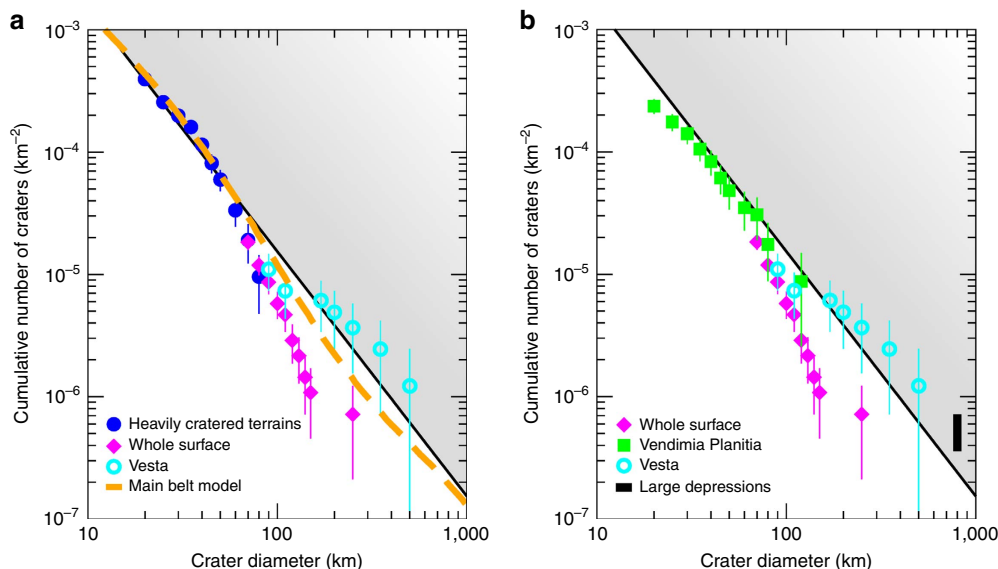 a
10⁻³
10⁻⁴
10⁻⁵
10⁻⁶
10⁻⁷
Cumulative number of craters (km⁻²)
Heavily cratered terrains
Whole surface
Vesta
Main belt model
10
100
1,000
Crater diameter (km)
b
10⁻³
10⁻⁴
10⁻⁵
10⁻⁶
10⁻⁷
Cumulative number of craters (km⁻²)
Whole surface
Vendimia Planitia
Vesta
Large depressions
10
100
1,000
Crater diameter (km)